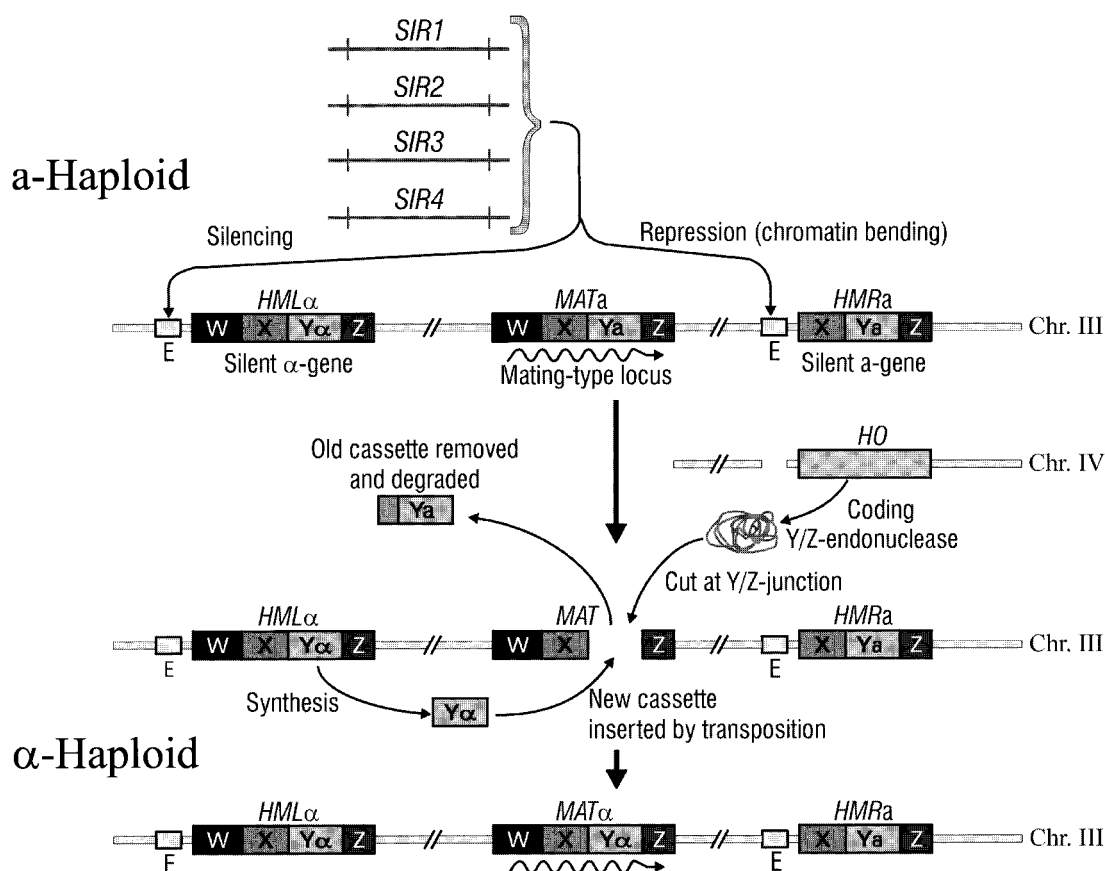 SIR1
SIR2
SIR3
SIR4
a-Haploid
Silencing
Repression (chromatin bending)
HMLα MATa HMRa
W X Yα Z // W X Ya Z // X Ya Z Chr. III
E E
Silent α-gene Mating-type locus Silent a-gene
HO
Old cassette removed
and degraded
// Chr. IV
Ya
Coding
Y/Z-endonuclease
Cut at Y/Z-junction
HMLα MAT HMRa
W X Yα Z // W X Z // X Ya Z Chr. III
E E
Synthesis
Yα
New cassette
inserted by transposition
α-Haploid
HMLα MATα HMRa
W X Yα Z // W X Yα Z // X Ya Z Chr. III
E E